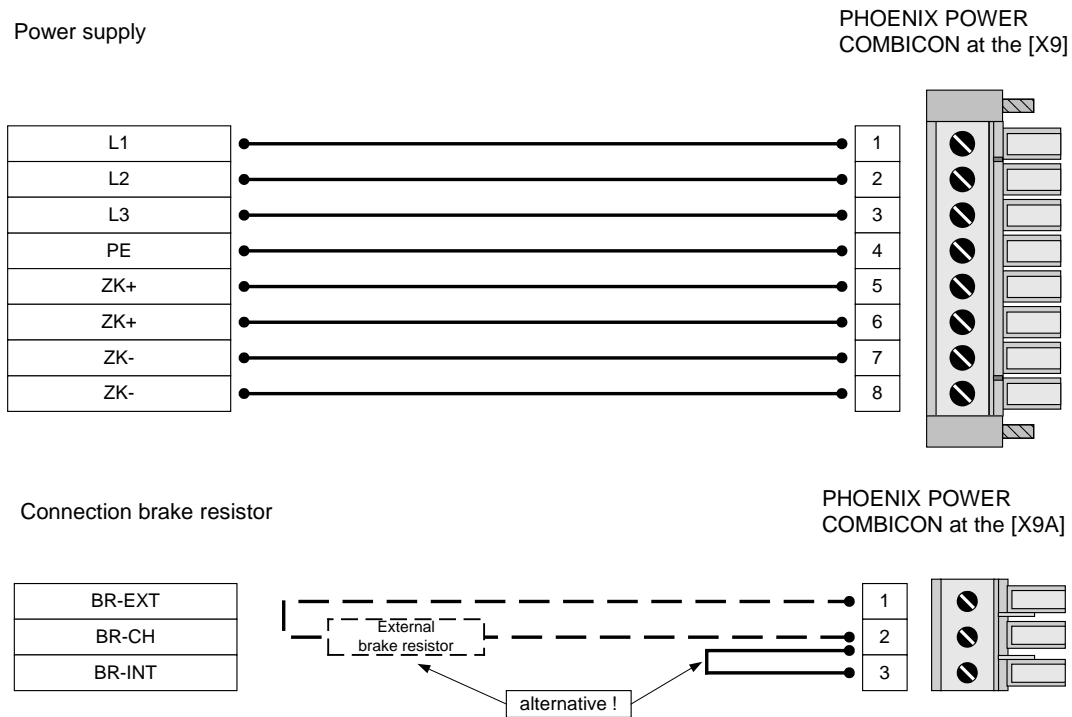 Power supply
PHOENIX POWER
COMBICON at the [X9]
L1
1
L2
2
L3
3
PE
4
ZK+
5
ZK+
6
ZK-
7
ZK-
8
Connection brake resistor
PHOENIX POWER
COMBICON at the [X9A]
BR-EXT
1
BR-CH
External
brake resistor
2
BR-INT
3
alternative !